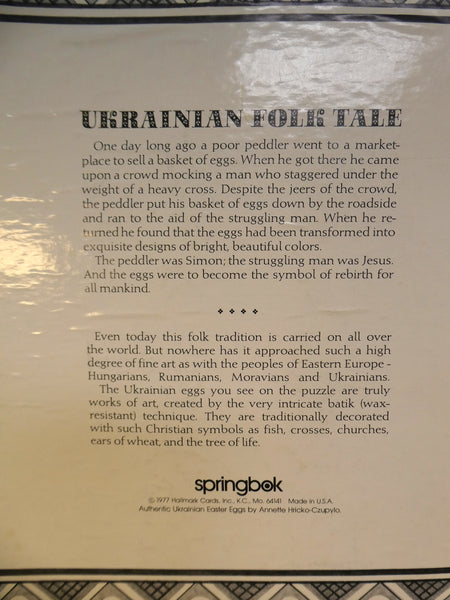 UKRAINIAN FOLK TALE
One day long ago a poor peddler went to a market-
place to sell a basket of eggs. When he got there he came
upon a crowd mocking a man who staggered under the
weight of a heavy cross. Despite the jeers of the crowd,
the peddler put his basket of eggs down by the roadside
and ran to the aid of the struggling man. When he re-
turned he found that the eggs had been transformed into
exquisite designs of bright, beautiful colors.
The peddler was Simon; the struggling man was Jesus.
And the eggs were to become the symbol of rebirth for
all mankind.
Even today this folk tradition is carried on all over
the world. But nowhere has it approached such a high
degree of fine art as with the peoples of Eastern Europe-
Hungarians, Rumanians, Moravians and Ukrainians.
The Ukrainian eggs you see on the puzzle are truly
works of art, created by the very intricate batik (wax-
resistant) technique. They are traditionally decorated
with such Christian symbols as fish, crosses, churches,
ears of wheat, and the tree of life.
springbok
© 1977 Hallmark Cards, Inc., K.C., Mo. 64141 Made in U.S.A.
Authentic Ukrainian Easter Eggs by Annette Hricko-Czupylo.